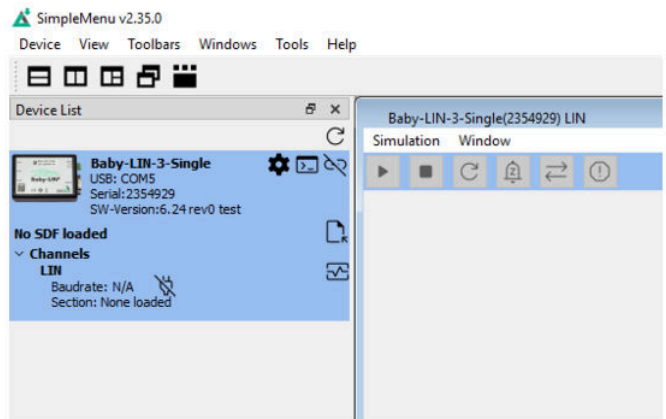 SimpleMenu v2.35.0
Device View Toolbars Windows Tools Help
Device List
Baby-LIN-3-Single
USB: COM5
Serial:2354929
SW-Version:6.24 rev0 test
No SDF loaded
Channels
LIN
Baudrate: N/A
Section: None loaded
Baby-LIN-3-Single(2354929) LIN
Simulation Window